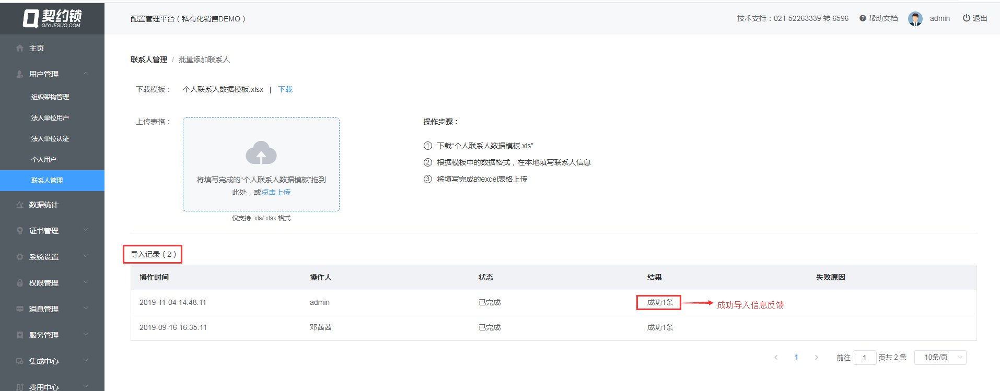 契约锁
QIYUESUO.COM
配置管理平台（私有化销售DEMO）
技术支持：021-52263339 转 6596
帮助文档
admin
退出
主页
用户管理
组织架构管理
法人单位用户
法人单位认证
个人用户
联系人管理
数据统计
证书管理
系统设置
权限管理
消息管理
服务管理
集成中心
费用中心
联系人管理 / 批量添加联系人
下载模板： 个人联系人数据模板.xlsx | 下载
上传表格：
将填写完成的“个人联系人数据模板”拖到
此处，或点击上传
仅支持 .xls/.xlsx 格式
操作步骤：
① 下载“个人联系人数据模板.xls”
② 根据模板中的数据格式，在本地填写联系人信息
③ 将填写完成的excel表格上传
导入记录（2）
操作时间 操作人 状态 结果 失败原因
2019-11-04 14:48:11 admin 已完成 成功1条
成功导入信息反馈
2019-09-16 16:35:11 邓茜茜 已完成 成功1条
< 1 > 前往 1 页共 2 条 10条/页